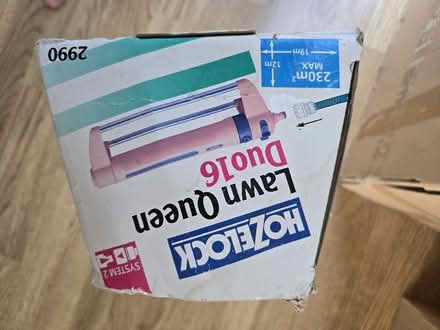 HOZELOCK
SYSTEM 2
Lawn Queen
Duo16
230m²
MAX.
12m
19m
2990